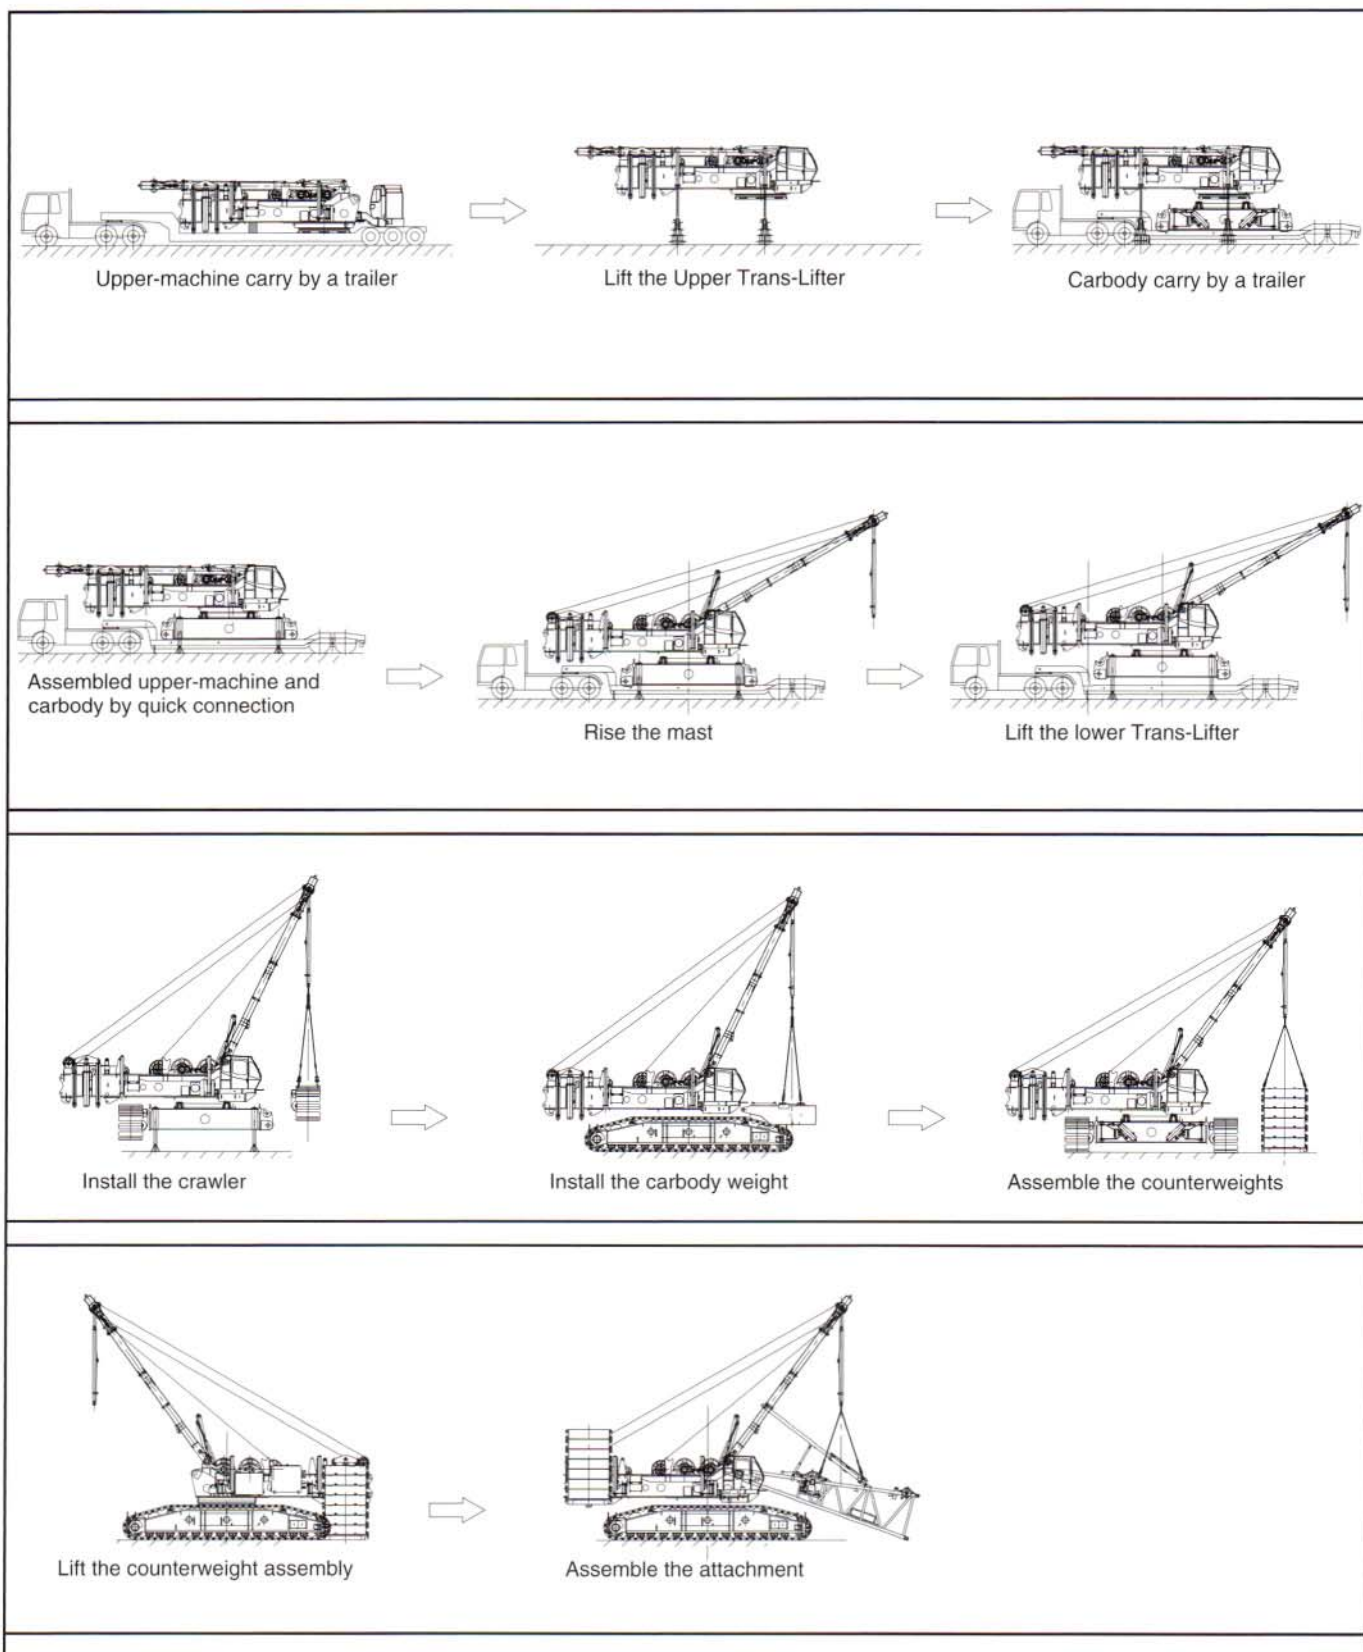 Upper-machine carry by a trailer
Lift the Upper Trans-Lifter
Carbody carry by a trailer
Assembled upper-machine and
carbody by quick connection
Rise the mast
Lift the lower Trans-Lifter
Install the crawler
Install the carbody weight
Assemble the counterweights
Lift the counterweight assembly
Assemble the attachment